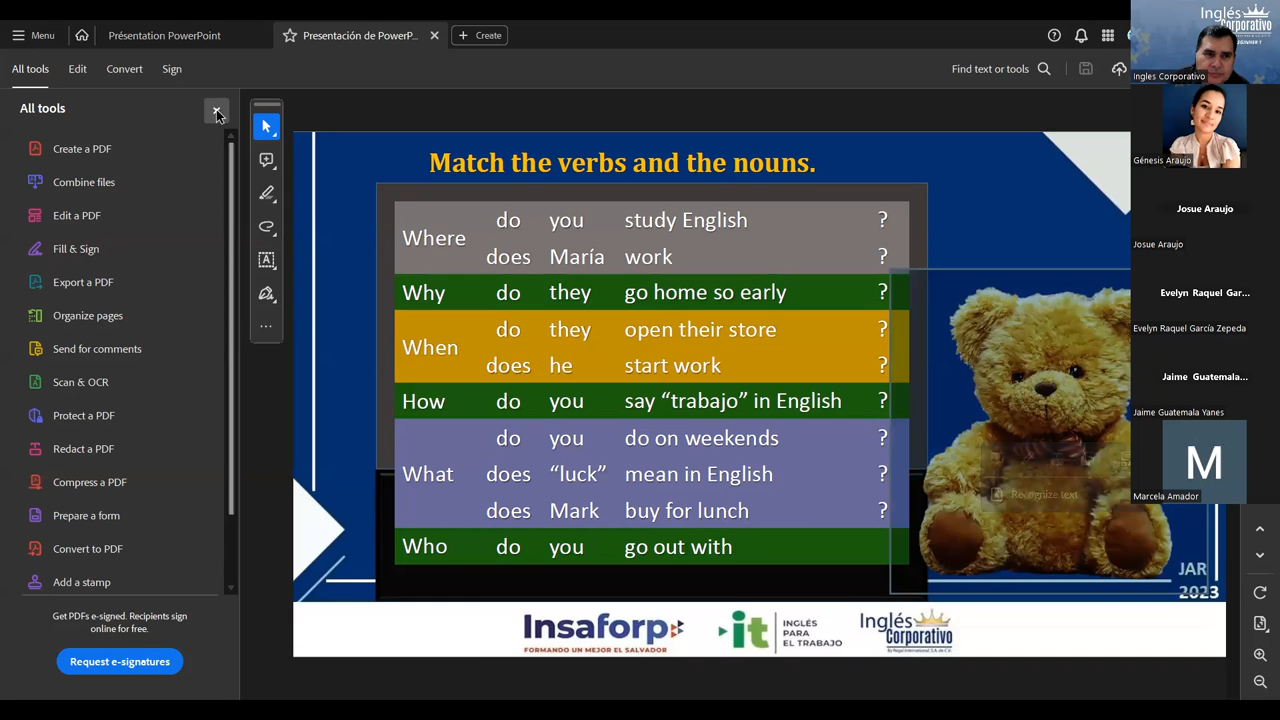 Menu
Présentation PowerPoint
Presentación de PowerP...
Create
All tools
Edit
Convert
Sign
Find text or tools
All tools
Create a PDF
Combine files
Edit a PDF
Fill & Sign
Export a PDF
Organize pages
Send for comments
Scan & OCR
Protect a PDF
Redact a PDF
Compress a PDF
Prepare a form
Convert to PDF
Add a stamp
Get PDFs e-signed. Recipients sign
online for free.
Request e-signatures
Match the verbs and the nouns.
Where do you study English ?
does María work ?
Why do they go home so early ?
When do they open their store ?
does he start work ?
How do you say “trabajo” in English ?
What do you do on weekends ?
does “luck” mean in English ?
does Mark buy for lunch ?
Who do you go out with
Recognize text
JAR
2023
Insaforp
FORMANDO UN MEJOR EL SALVADOR
it
INGLÉS
PARA
EL TRABAJO
Inglés
Corporativo
Inglés
Corporativo
Ingles Corporativo
Génesis Araujo
Josue Araujo
Josue Araujo
Evelyn Raquel Gar...
Evelyn Raquel García Zepeda
Jaime Guatemala...
Jaime Guatemala Yanes
M
Marcela Amador